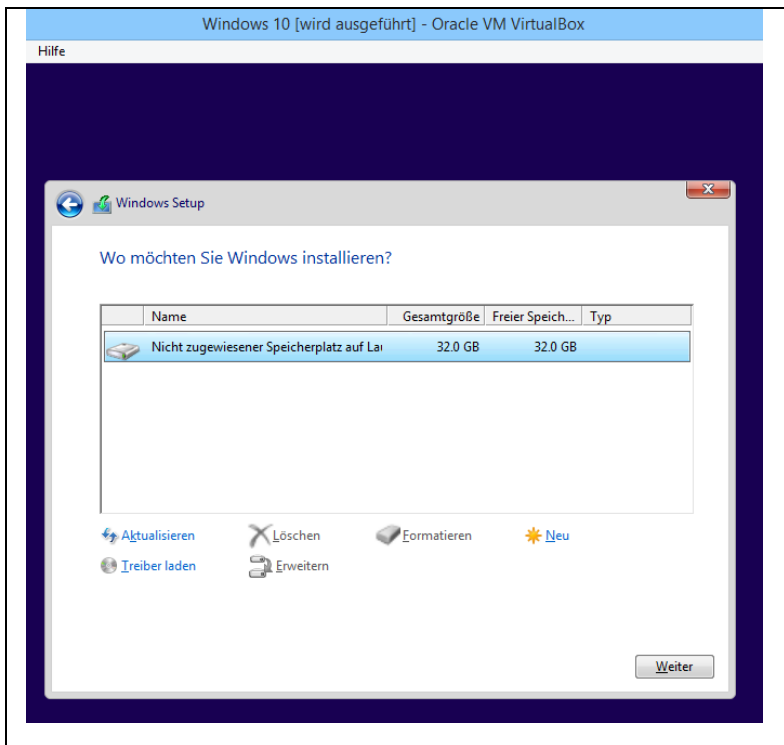 Windows 10 [wird ausgeführt] - Oracle VM VirtualBox
Hilfe
Windows Setup
Wo möchten Sie Windows installieren?
Name Gesamtgröße Freier Speich... Typ
Nicht zugewiesener Speicherplatz auf Lau 32.0 GB 32.0 GB
Aktualisieren Löschen Formatieren Neu
Treiber laden Erweitern
Weiter